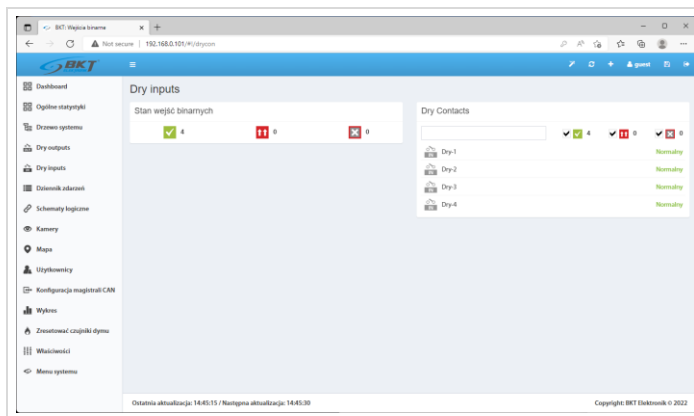 BKT: Wejścia binarne
Not secure | 192.168.0.101/#!/drycon
BKT
guest
Dashboard
Ogólne statystyki
Drzewo systemu
Dry outputs
Dry inputs
Dziennik zdarzeń
Schematy logiczne
Kamery
Mapa
Użytkownicy
Konfiguracja magistrali CAN
Wykres
Zresetować czujniki dymu
Właściwości
Menu systemu
Dry inputs
Stan wejść binarnych
4 0 0
Dry Contacts
4 0 0
Dry-1 Normalny
Dry-2 Normalny
Dry-3 Normalny
Dry-4 Normalny
Ostatnia aktualizacja: 14:45:15 / Następna aktualizacja: 14:45:30
Copyright: BKT Elektronik © 2022